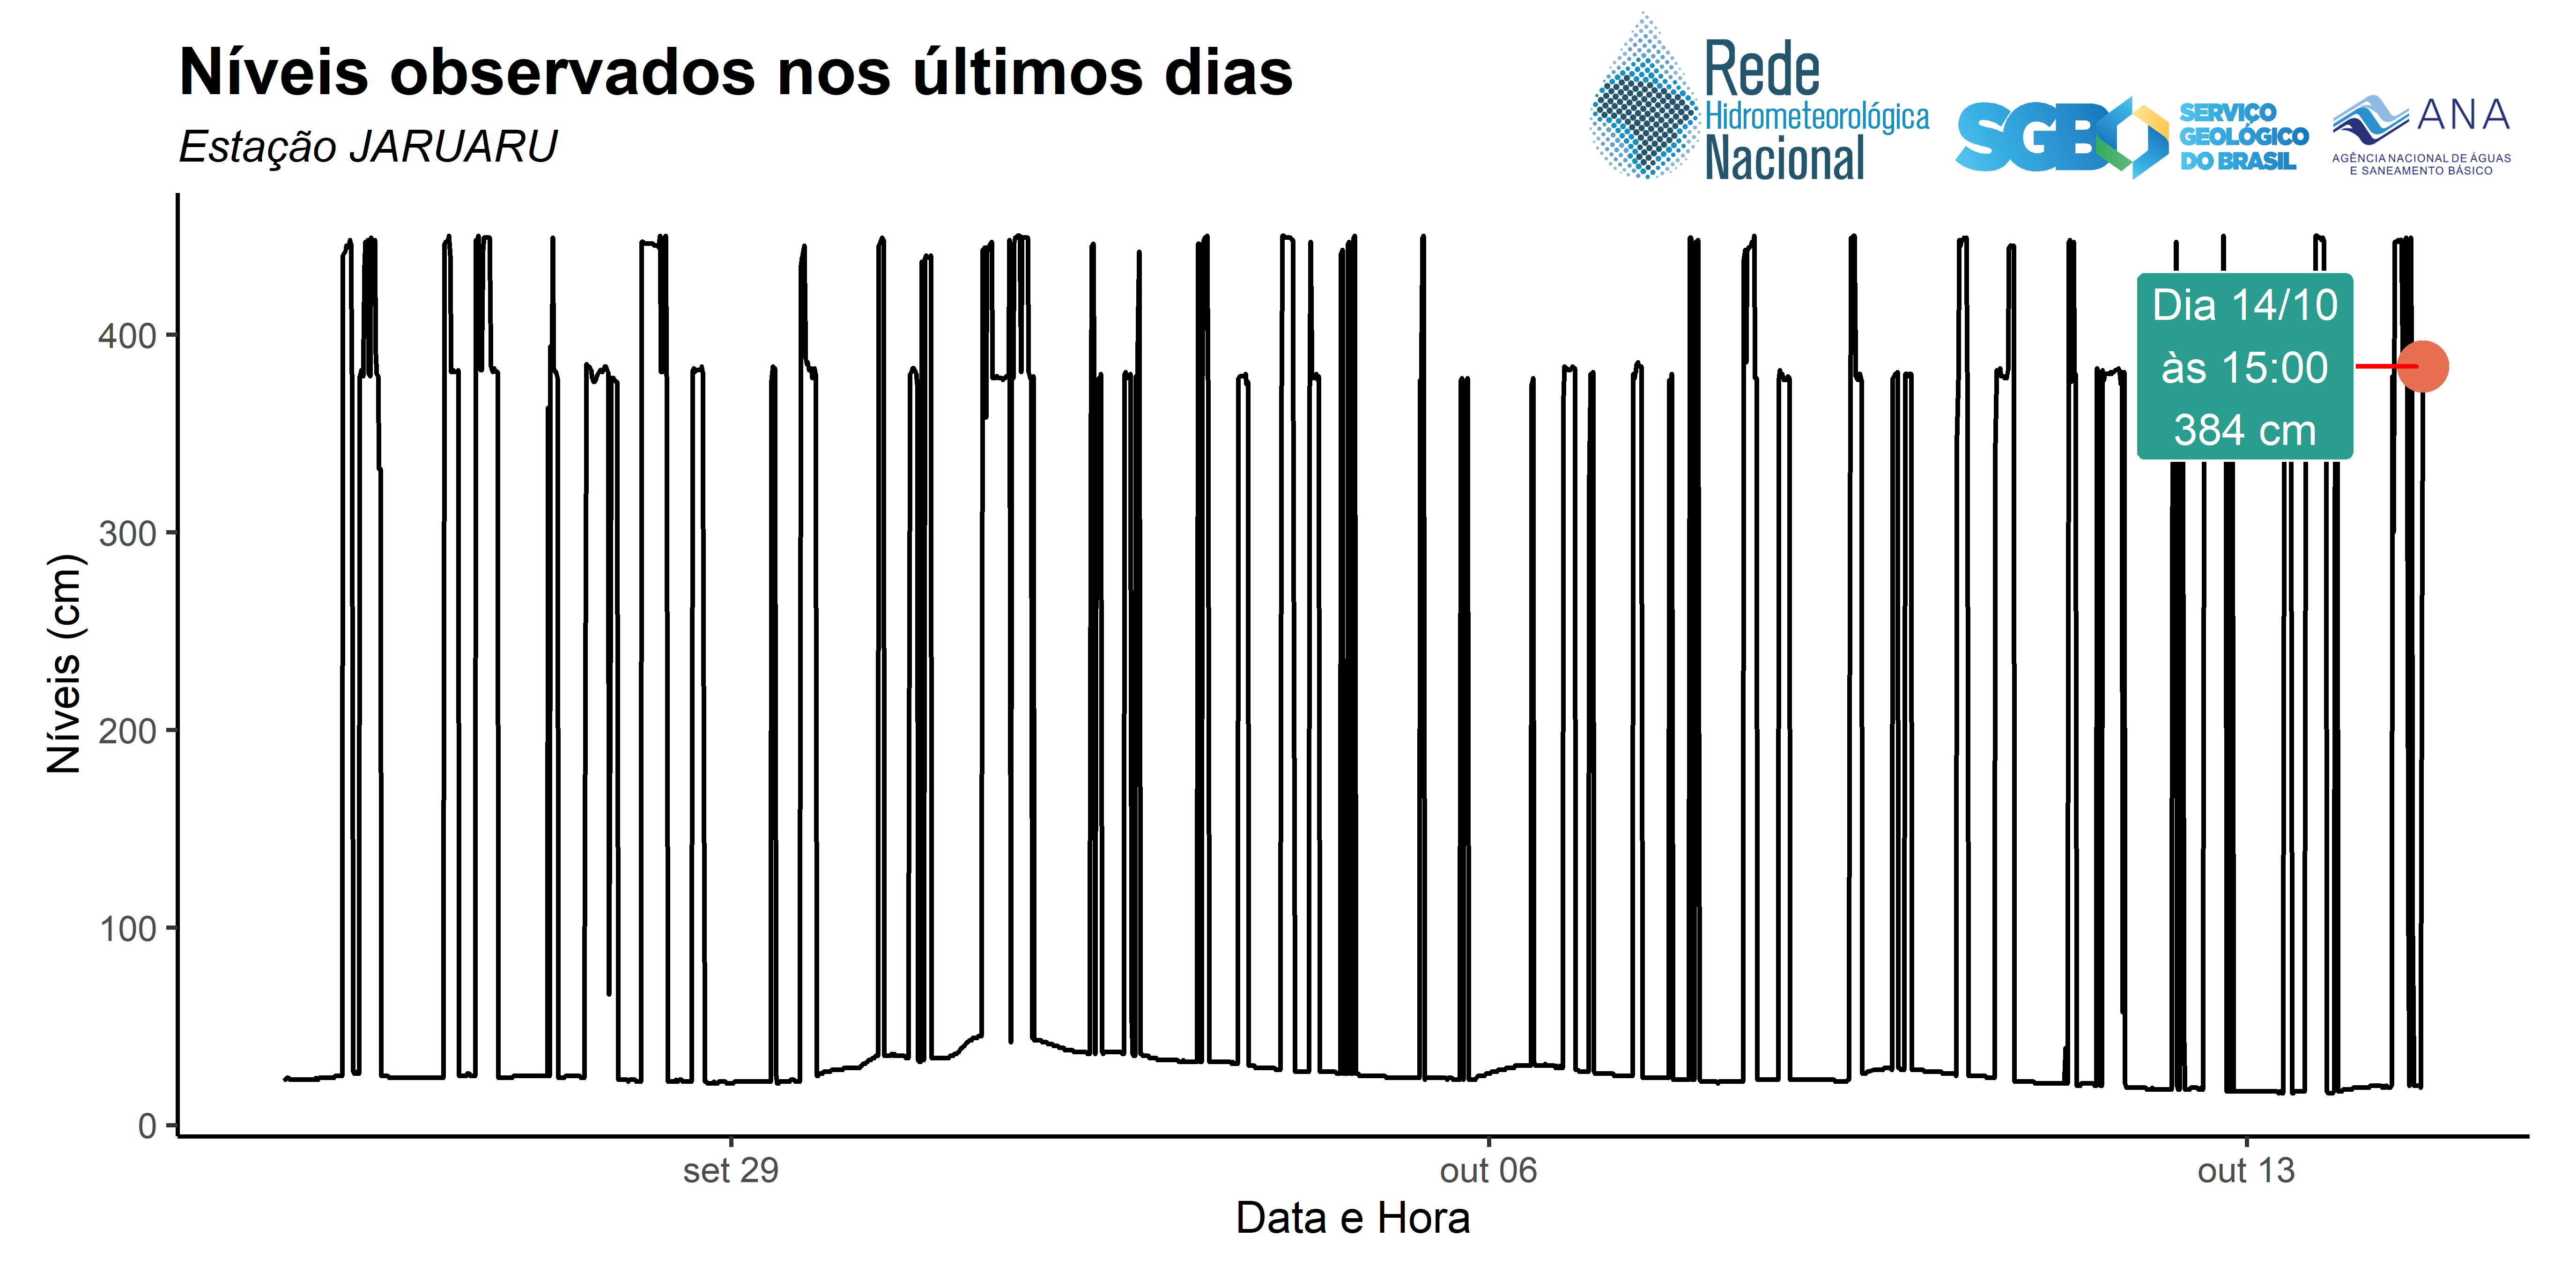 Níveis observados nos últimos dias
Estação JARUARU
Rede
Hidrometeorológica
Nacional
SGB
SERVIÇO
GEOLÓGICO
DO BRASIL
ANA
AGÊNCIA NACIONAL DE ÁGUAS
E SANEAMENTO BÁSICO
Níveis (cm)
400
300
200
100
0
Dia 14/10
às 15:00
384 cm
set 29
out 06
out 13
Data e Hora